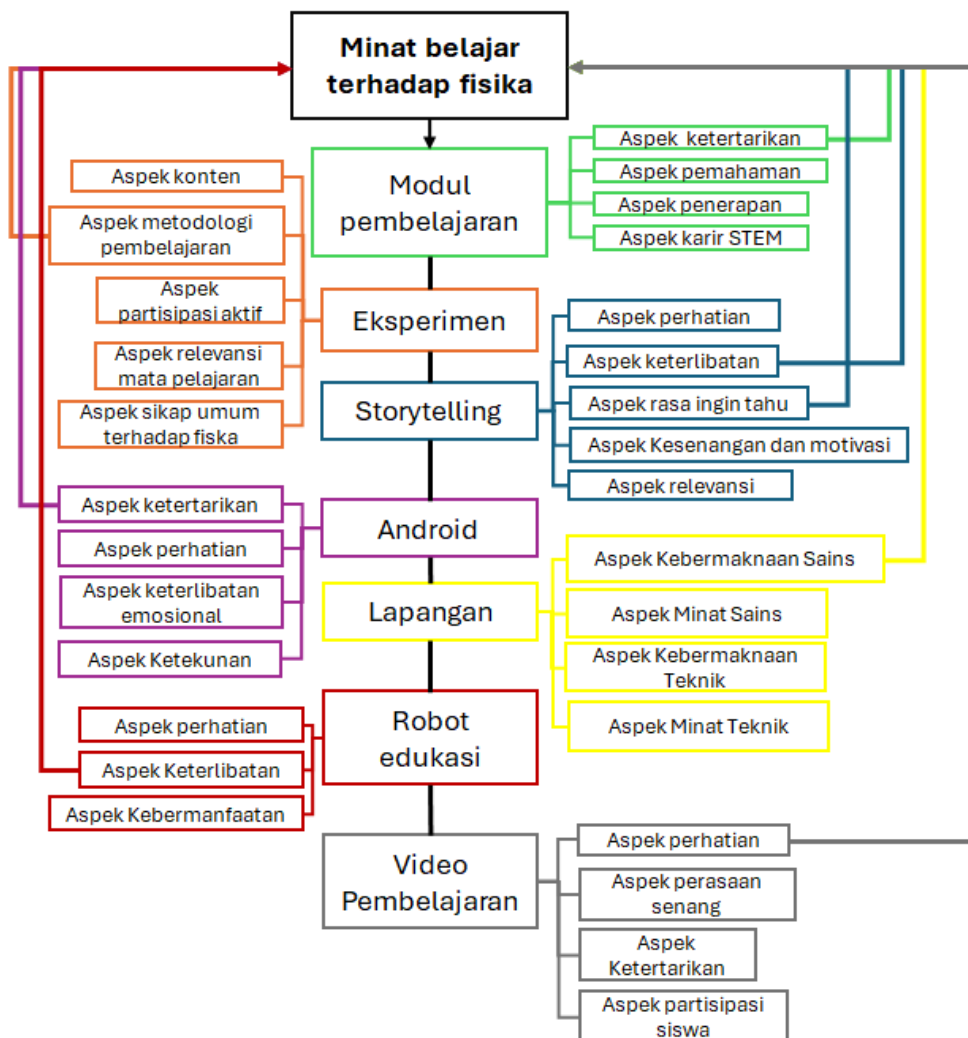 Minat belajar
terhadap fisika
Modul
pembelajaran
Aspek ketertarikan
Aspek pemahaman
Aspek penerapan
Aspek karir STEM
Aspek konten
Aspek metodologi
pembelajaran
Aspek
partisipasi aktif
Aspek relevansi
mata pelajaran
Aspek sikap umum
terhadap fiska
Eksperimen
Storytelling
Aspek perhatian
Aspek keterlibatan
Aspek rasa ingin tahu
Aspek Kesenangan dan motivasi
Aspek relevansi
Aspek ketertarikan
Aspek perhatian
Aspek keterlibatan
emosional
Aspek Ketekunan
Android
Lapangan
Aspek Kebermaknaan Sains
Aspek Minat Sains
Aspek Kebermaknaan
Teknik
Aspek Minat Teknik
Aspek perhatian
Aspek Keterlibatan
Aspek Kebermanfaatan
Robot
edukasi
Video
Pembelajaran
Aspek perhatian
Aspek perasaan
senang
Aspek
Ketertarikan
Aspek partisipasi
siswa